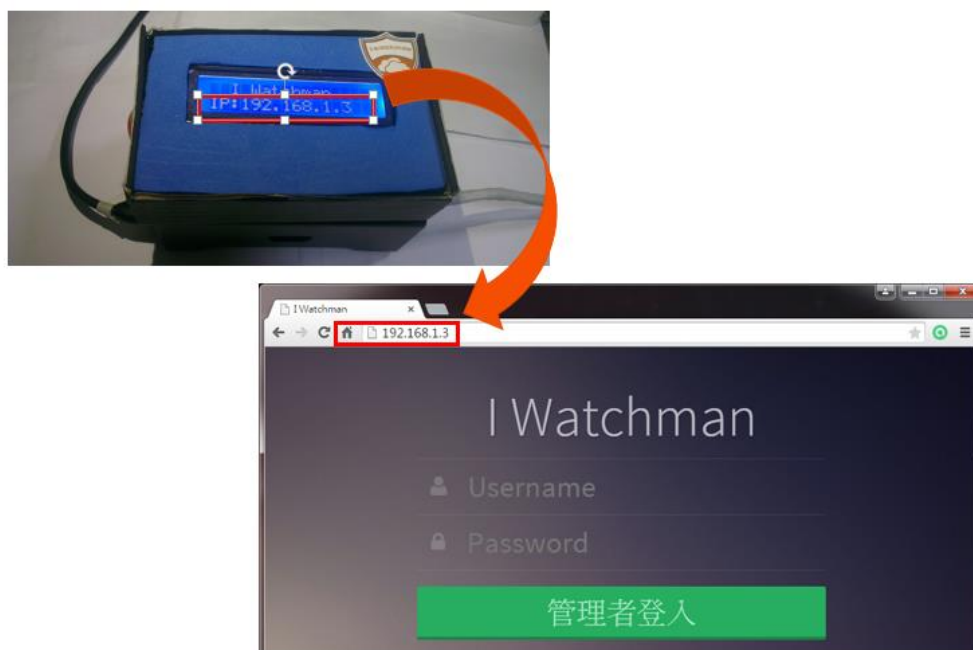 I Watchman
IP:192.168.1.3
I Watchman
192.168.1.3
I Watchman
Username
Password
管理者登入